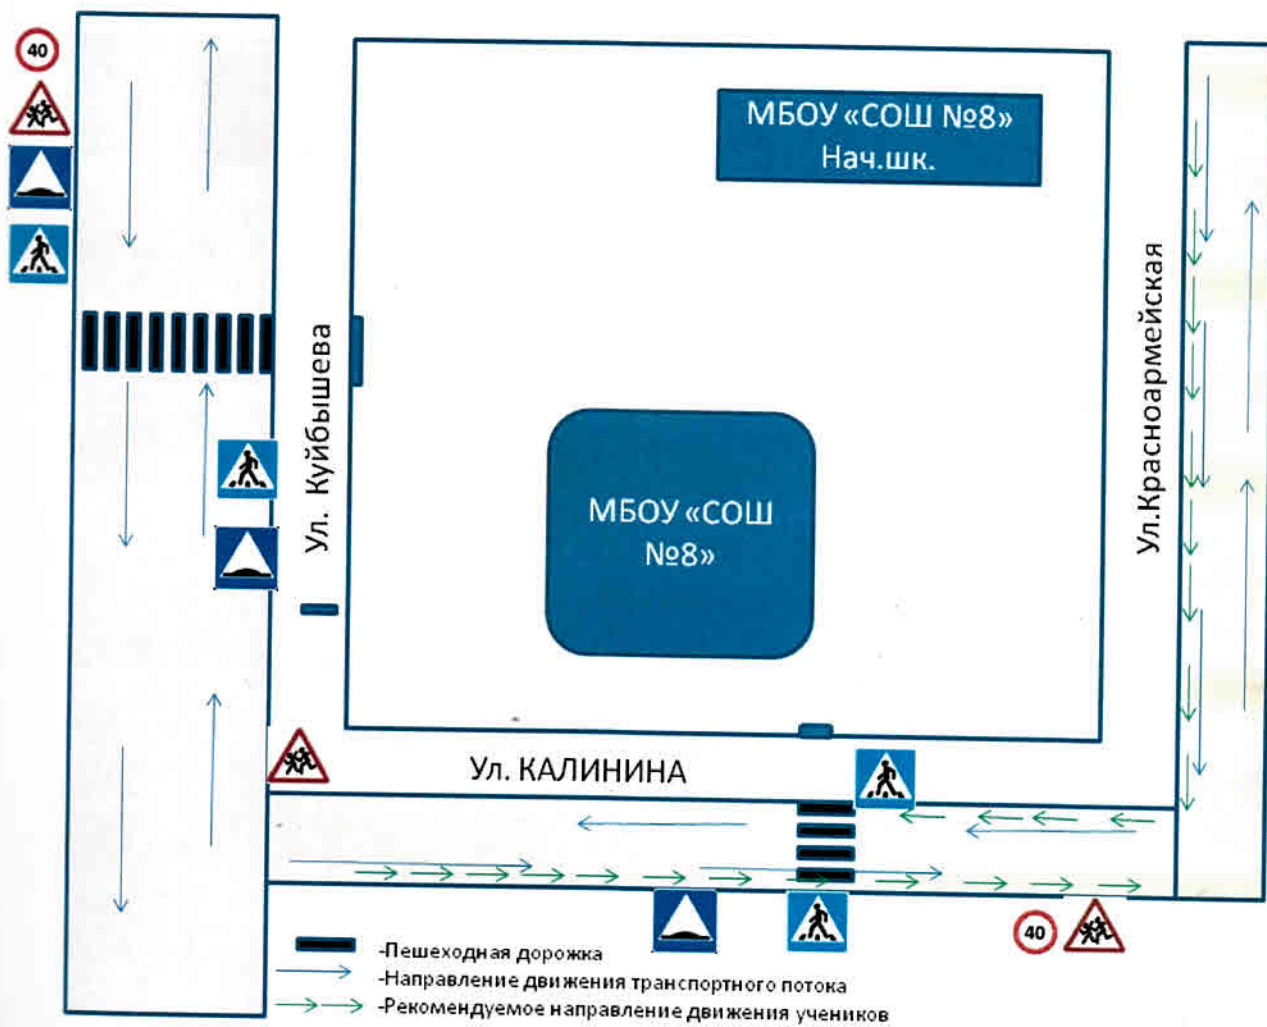 40
МБОУ «СОШ №8»
Нач.шк.
Ул. Куйбышева
Ул.Красноармейская
МБОУ «СОШ
№8»
Ул. КАЛИНИНА
40
-Пешеходная дорожка
-Направление движения транспортного потока
-Рекомендуемое направление движения учеников